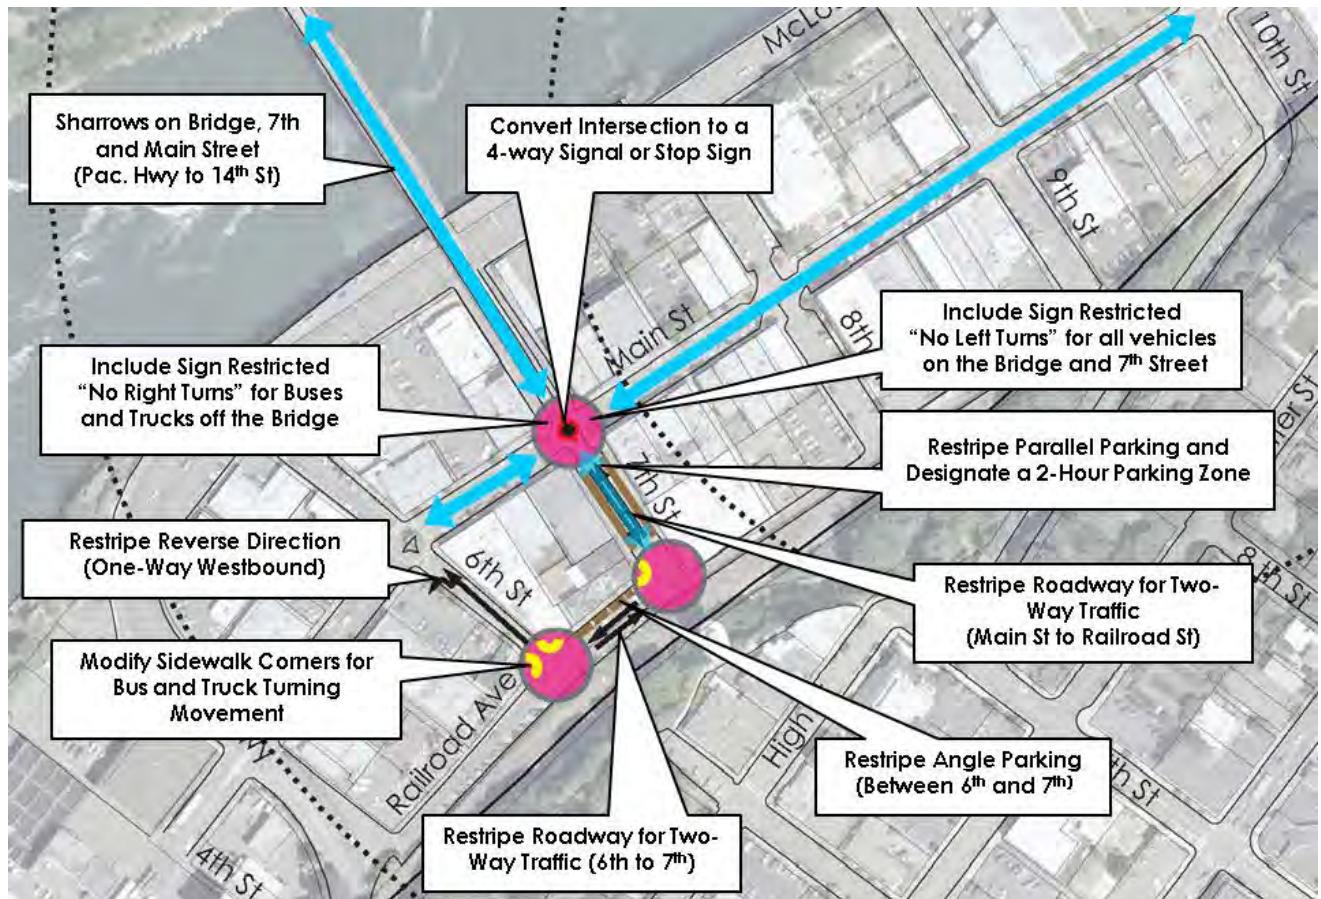 McLou
10th St
Sharrows on Bridge, 7th
and Main Street
(Pac. Hwy to 14th St)
Convert Intersection to a
4-way Signal or Stop Sign
9th St
Include Sign Restricted
“No Left Turns” for all vehicles
on the Bridge and 7th Street
8th
Main St
Include Sign Restricted
“No Right Turns” for Buses
and Trucks off the Bridge
Restripe Parallel Parking and
Designate a 2-Hour Parking Zone
7th St
Restripe Reverse Direction
(One-Way Westbound)
6th St
8th St
Restripe Roadway for Two-
Way Traffic
(Main St to Railroad St)
Modify Sidewalk Corners for
Bus and Truck Turning
Movement
Railroad Ave
High
Restripe Angle Parking
(Between 6th and 7th)
th St
Restripe Roadway for Two-
Way Traffic (6th to 7th)
4th St